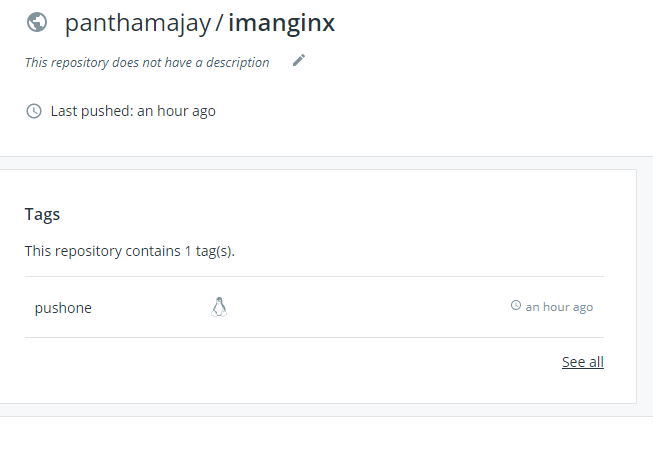 panthamajay / imanginx
This repository does not have a description
Last pushed: an hour ago
Tags
This repository contains 1 tag(s).
pushone an hour ago
See all